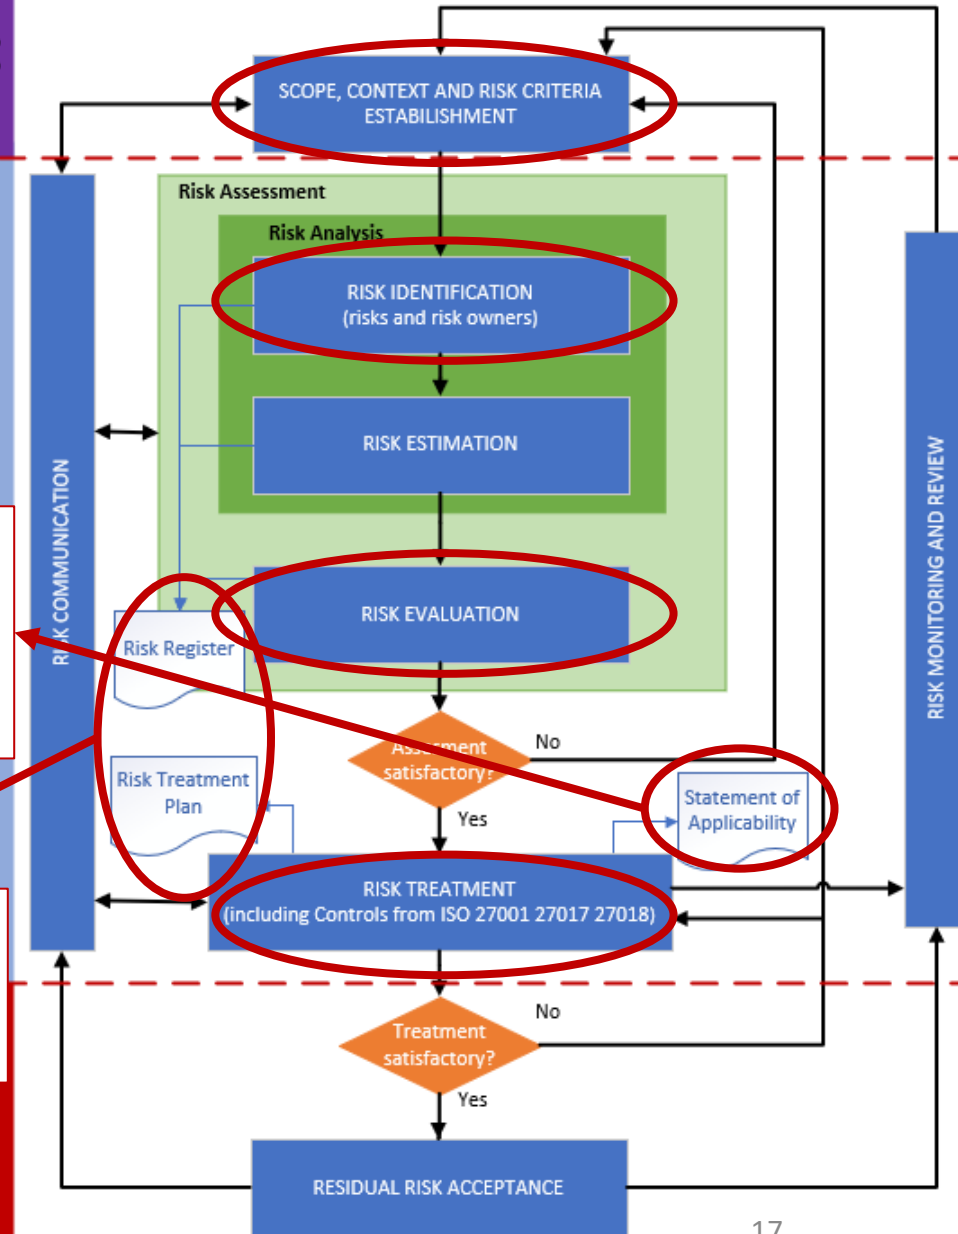 SCOPE, CONTEXT AND RISK CRITERIA
ESTABILISHMENT
Risk Assessment
Risk Analysis
RISK IDENTIFICATION
(risks and risk owners)
RISK ESTIMATION
RISK COMMUNICATION
RISK MONITORING AND REVIEW
RISK EVALUATION
Risk Register
Assesment
satisfactory?
No
Yes
Risk Treatment
Plan
Statement of
Applicability
RISK TREATMENT
(including Controls from ISO 27001 27017 27018)
Treatment
satisfactory?
No
Yes
RESIDUAL RISK ACCEPTANCE
17